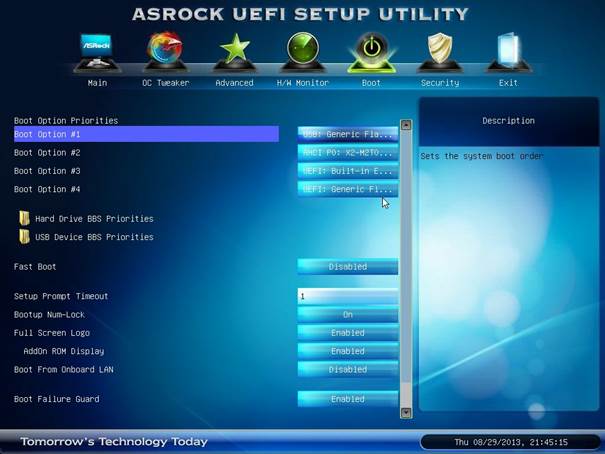 ASROCK UEFI SETUP UTILITY
ASRock
Main OC Tweaker Advanced H/W Monitor Boot Security Exit
Boot Option Priorities
Boot Option #1 USB: Generic Fla...
Boot Option #2 AHCI P0: X2-M2TO...
Boot Option #3 UEFI: Built-in E...
Boot Option #4 UEFI: Generic Fl...
Hard Drive BBS Priorities
USB Device BBS Priorities
Fast Boot Disabled
Setup Prompt Timeout 1
Bootup Num-Lock On
Full Screen Logo Enabled
AddOn ROM Display Enabled
Boot From Onboard LAN Disabled
Boot Failure Guard Enabled
Description
Sets the system boot order
Tomorrow's Technology Today
Thu 08/29/2013, 21:45:15